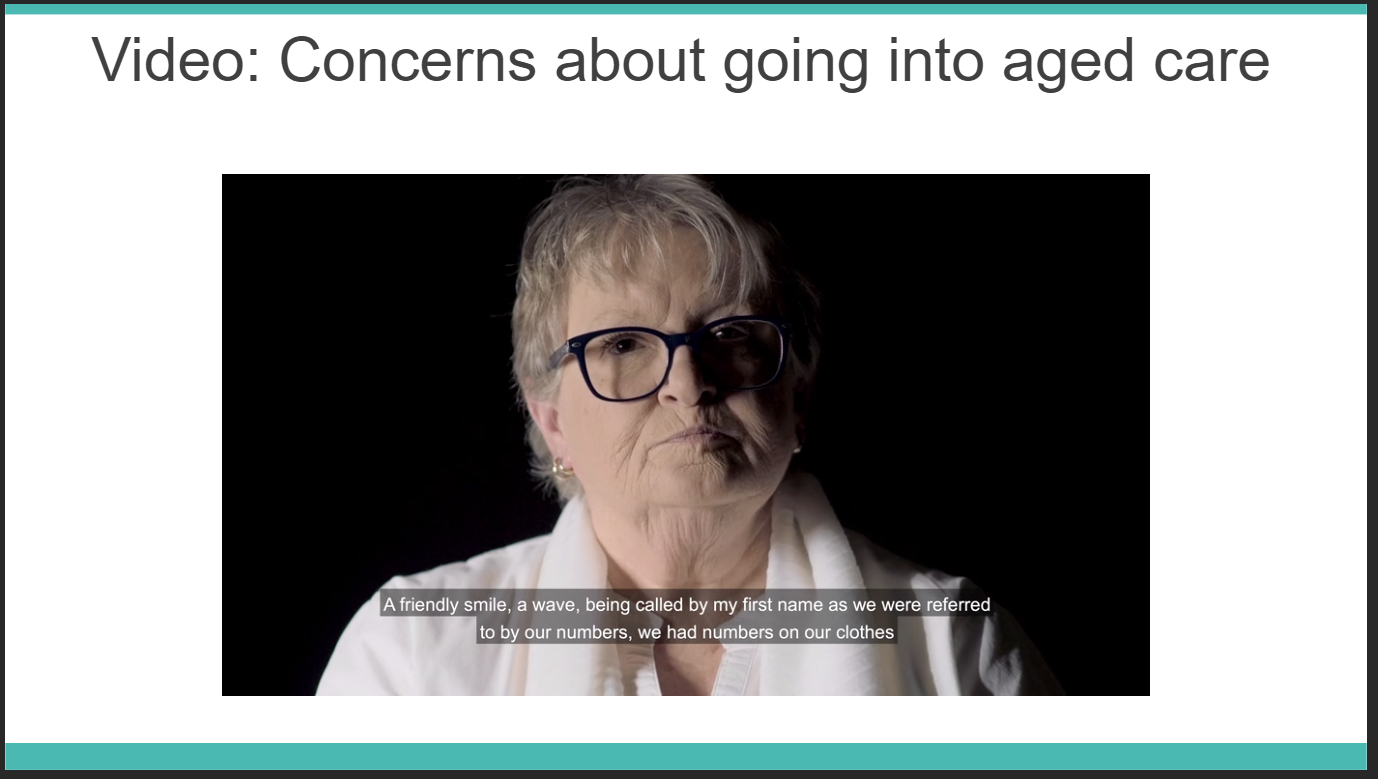 Video: Concerns about going into aged care
A friendly smile, a wave, being called by my first name as we were referred
to by our numbers, we had numbers on our clothes